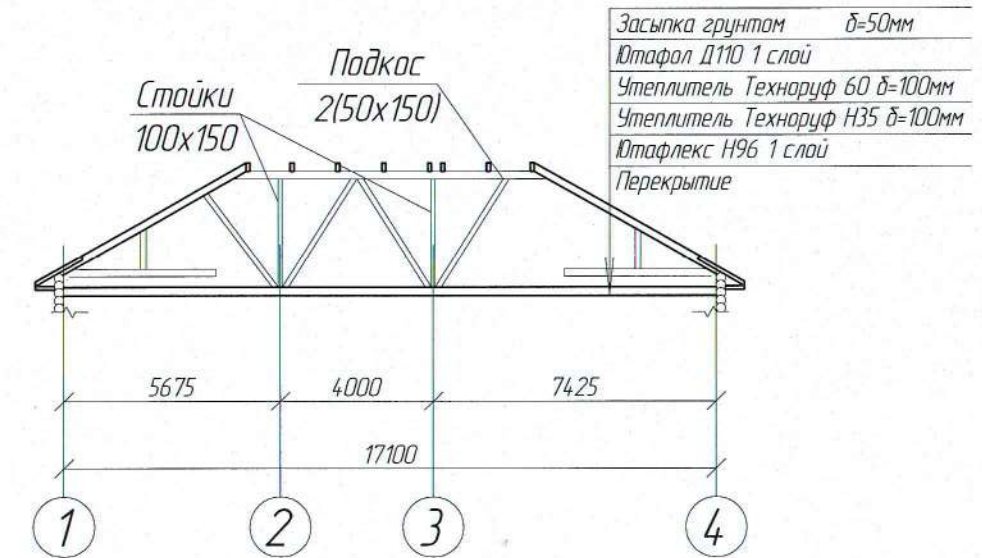 Засыпка грунтом δ=50мм
Ютафол Д110 1 слой
Утеплитель Техноруф 60 δ=100мм
Утеплитель Техноруф Н35 δ=100мм
Ютафлекс Н96 1 слой
Перекрытие
Подкос
2(50х150)
Стойки
100х150
5675 4000 7425
17100
1 2 3 4